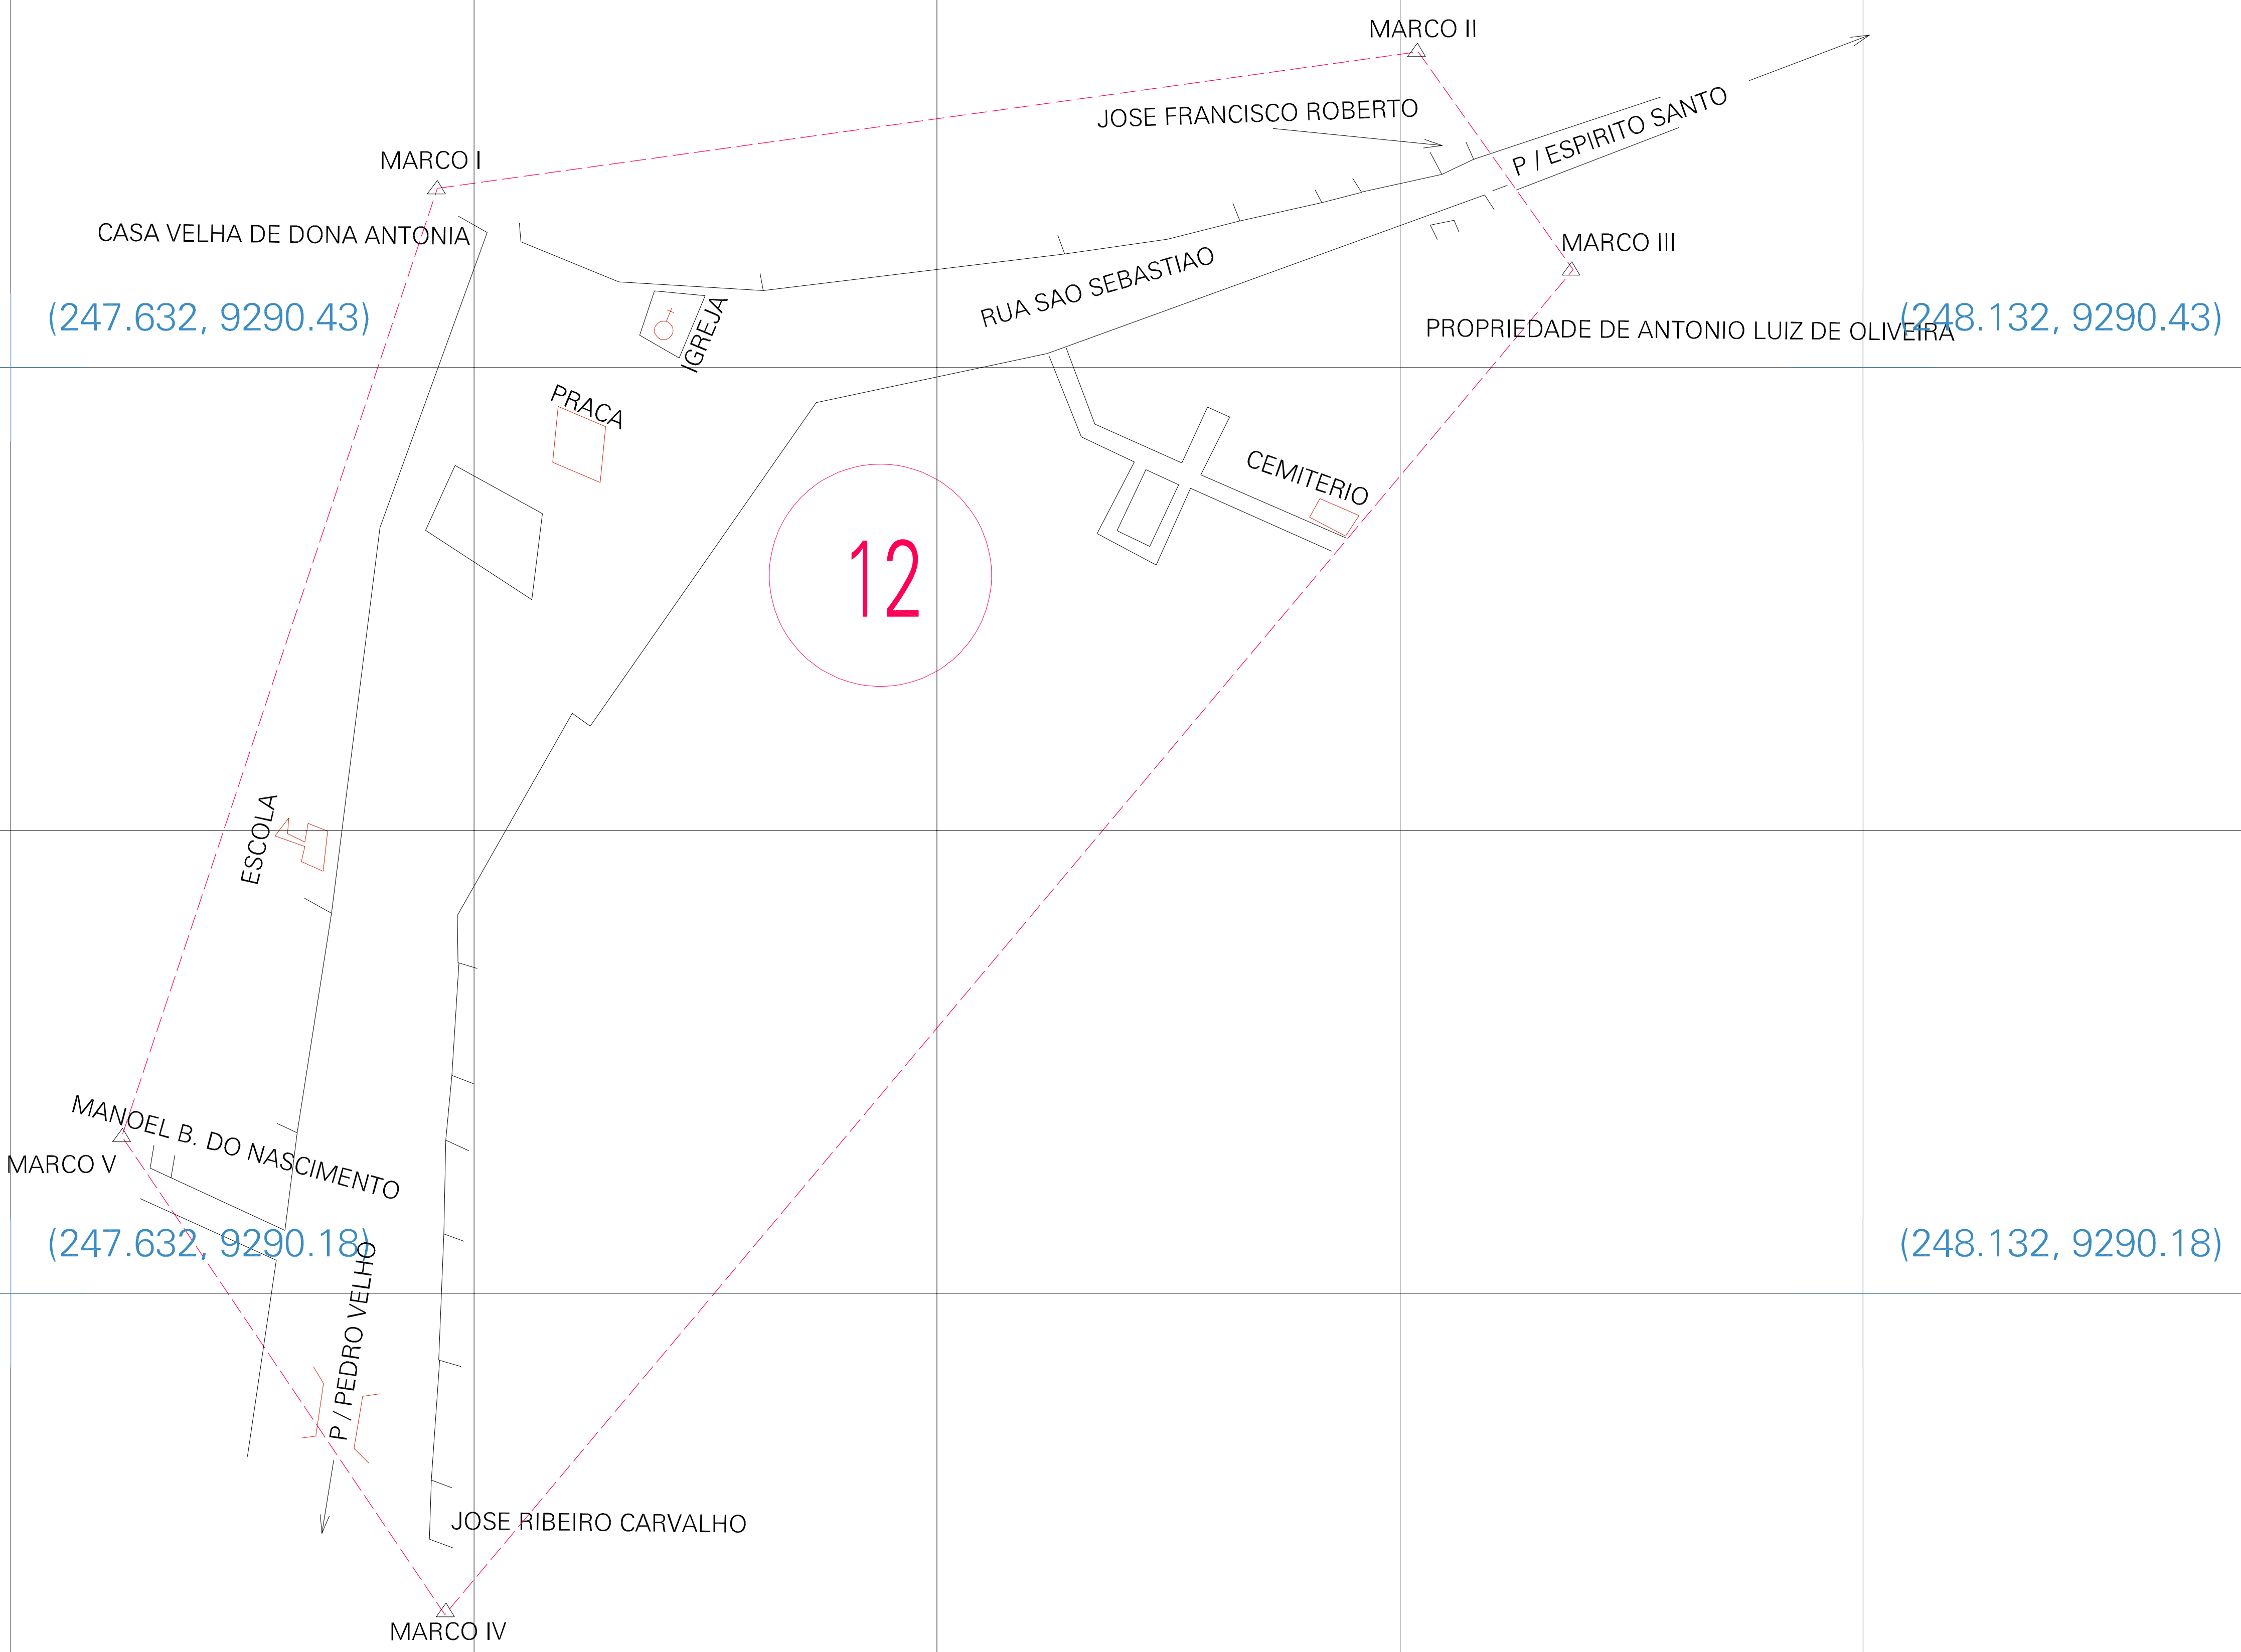 MARCO II
JOSE FRANCISCO ROBERTO
P / ESPIRITO SANTO
MARCO I
CASA VELHA DE DONA ANTONIA
MARCO III
RUA SAO SEBASTIAO
(247.632, 9290.43)
IGREJA
PROPRIEDADE DE ANTONIO LUIZ DE OLIVEIRA
(248.132, 9290.43)
PRACA
CEMITERIO
12
ESCOLA
MANOEL B. DO NASCIMENTO
MARCO V
(247.632, 9290.18)
(248.132, 9290.18)
P / PEDRO VELHO
JOSE RIBEIRO CARVALHO
MARCO IV